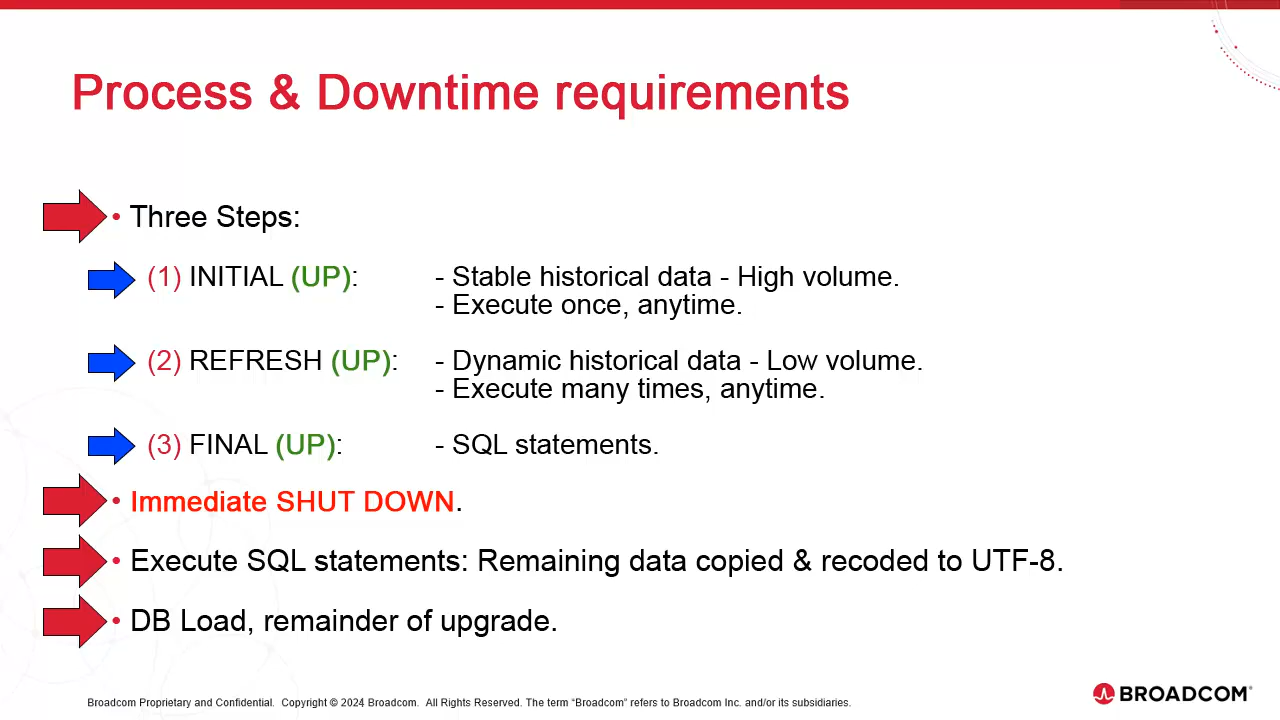 Process & Downtime requirements
• Three Steps:
(1) INITIAL (UP): - Stable historical data - High volume.
- Execute once, anytime.
(2) REFRESH (UP): - Dynamic historical data - Low volume.
- Execute many times, anytime.
(3) FINAL (UP): - SQL statements.
• Immediate SHUT DOWN.
• Execute SQL statements: Remaining data copied & recoded to UTF-8.
• DB Load, remainder of upgrade.
Broadcom Proprietary and Confidential. Copyright © 2024 Broadcom. All Rights Reserved. The term “Broadcom” refers to Broadcom Inc. and/or its subsidiaries.
BROADCOM®